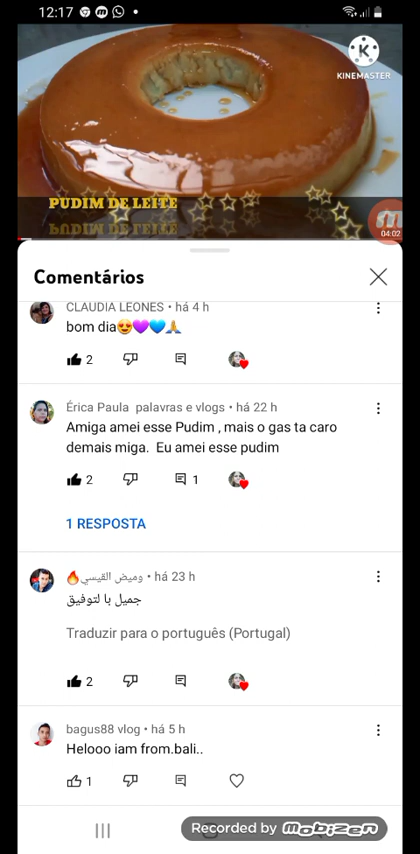 12:17
KINEMASTER
PUDIM DE LEITE
04:02
Comentários
CLAUDIA LEONES • há 4 h
bom dia😍💜💙🙏
2
Érica Paula palavras e vlogs • há 22 h
Amiga amei esse Pudim , mais o gas ta caro
demais miga. Eu amei esse pudim
2
1
1 RESPOSTA
🔥وميض القيسي • há 23 h
جميل با لتوفيق
Traduzir para o português (Portugal)
2
bagus88 vlog • há 5 h
Helooo iam from.bali..
1
Recorded by mobizen